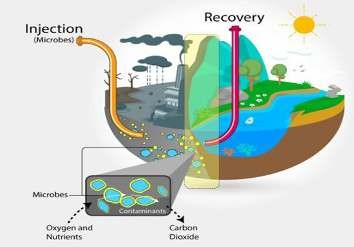 Injection
(Microbes)
Recovery
Microbes
Contaminants
Oxygen and
Nutrients
Carbon
Dioxide